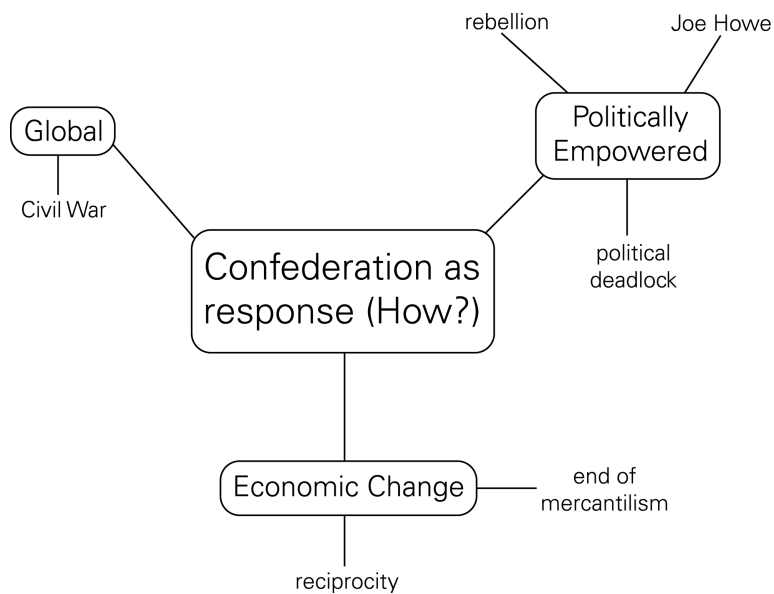 rebellion
Joe Howe
Global
Politically
Empowered
Civil War
political
deadlock
Confederation as
response (How?)
Economic Change
end of
mercantilism
reciprocity